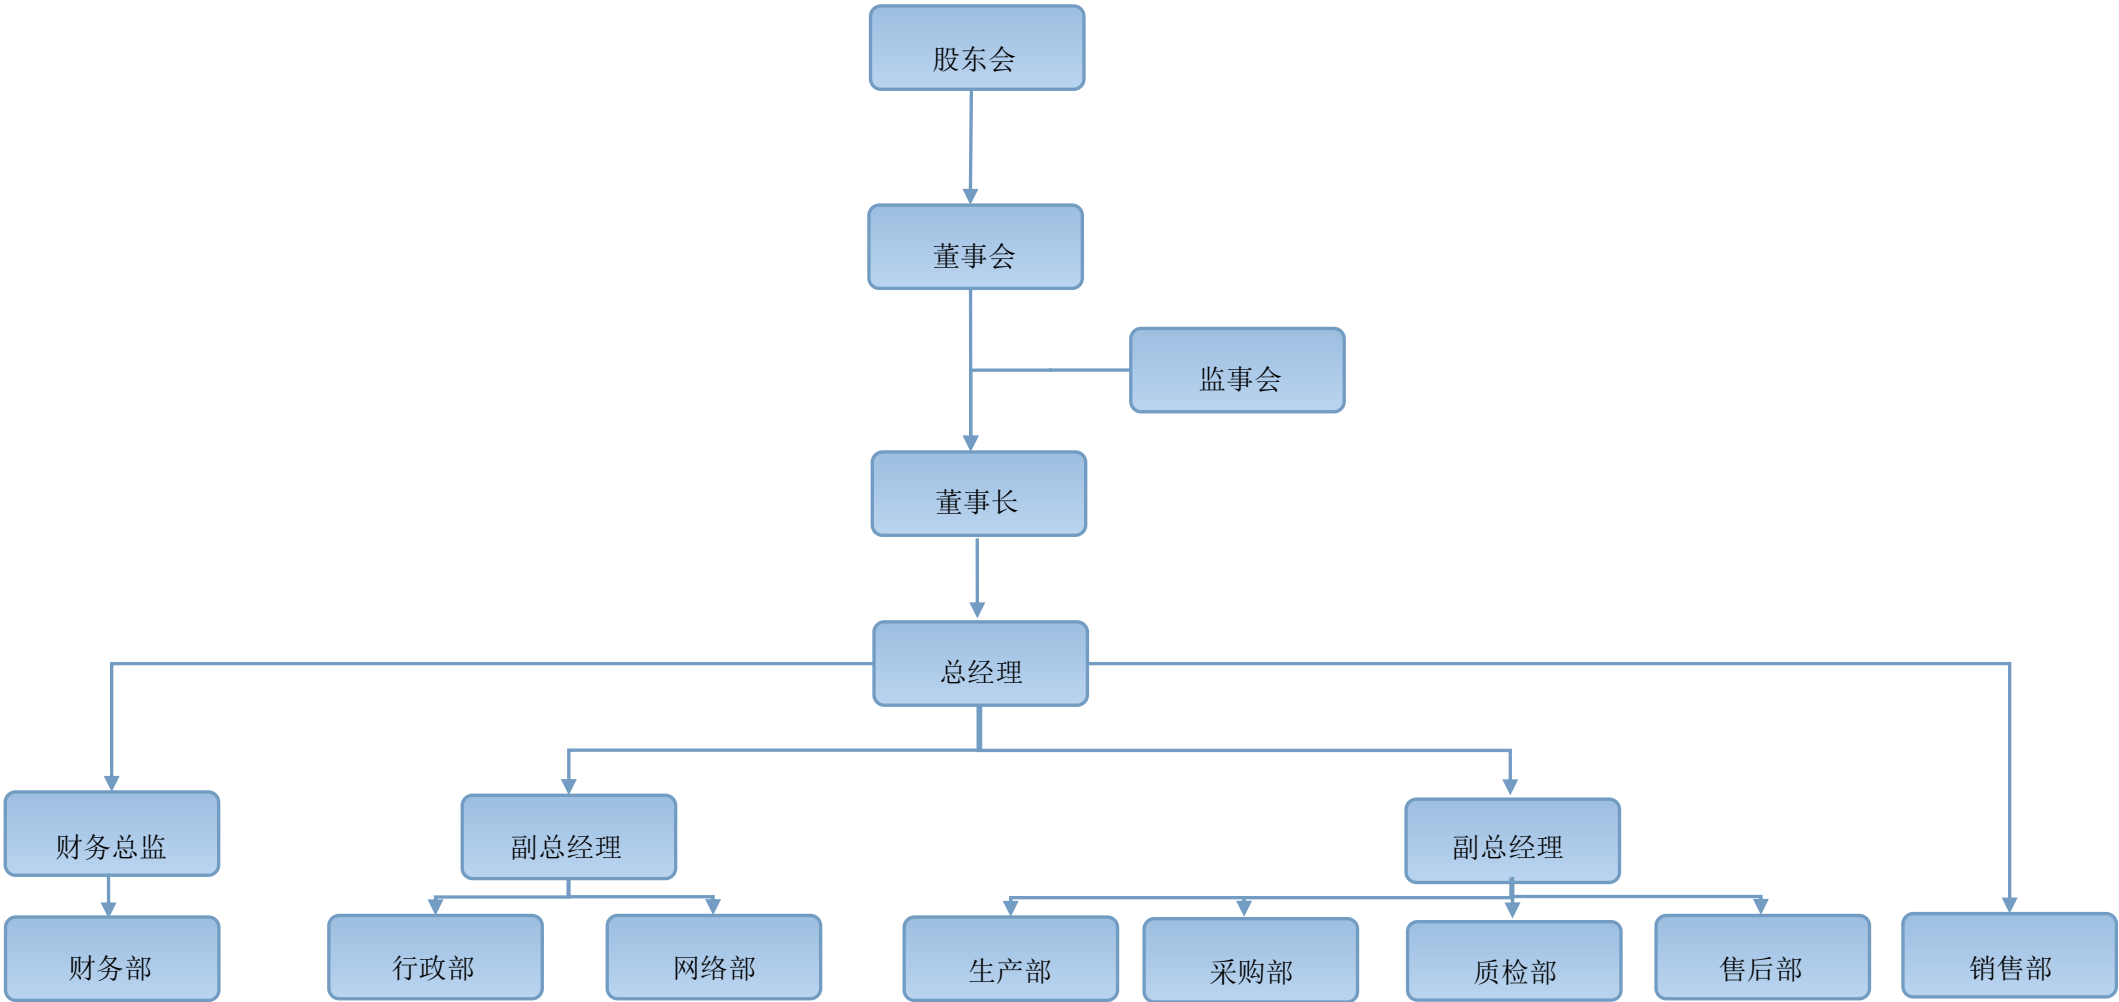 股东会
董事会
监事会
董事长
总经理
财务总监
副总经理
副总经理
财务部
行政部
网络部
生产部
采购部
质检部
售后部
销售部